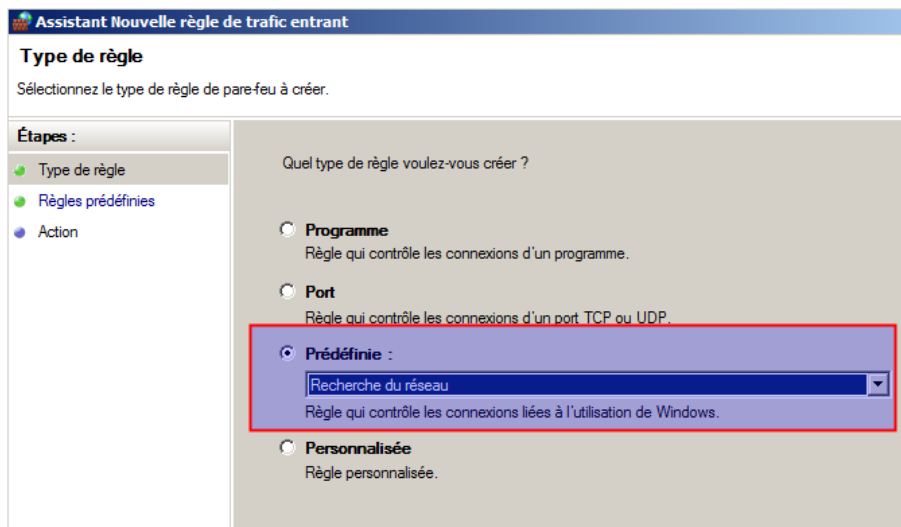 Assistant Nouvelle règle de trafic entrant
Type de règle
Sélectionnez le type de règle de pare-feu à créer.
Étapes :
Type de règle
Règles prédéfinies
Action
Quel type de règle voulez-vous créer ?
Programme
Règle qui contrôle les connexions d'un programme.
Port
Règle qui contrôle les connexions d'un port TCP ou UDP.
Prédéfinie :
Recherche du réseau
Règle qui contrôle les connexions liées à l'utilisation de Windows.
Personnalisée
Règle personnalisée.